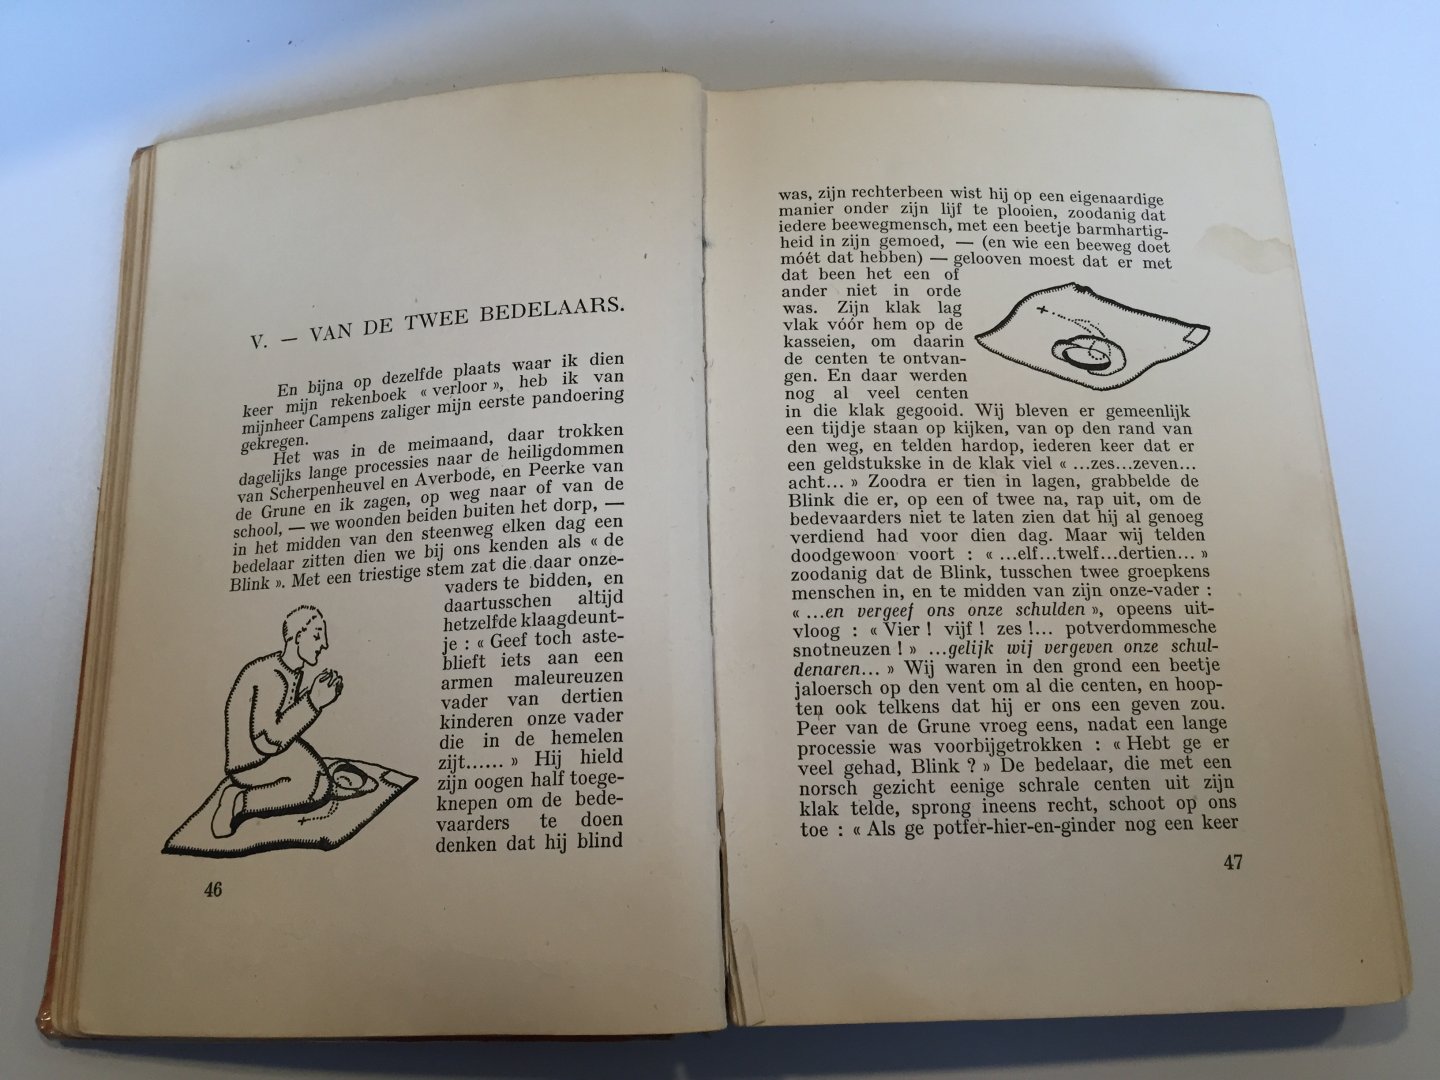 V. — VAN DE TWEE BEDELAARS.
En bijna op dezelfde plaats waar ik dien
keer mijn rekenboek « verloor », heb ik van
mijnheer Campens zaliger mijn eerste pandoering
gekregen.
Het was in de meimaand, daar trokken
dagelijks lange processies naar de heiligdommen
van Scherpenheuvel en Averbode, en Peerke van
de Grune en ik zagen, op weg naar of van de
school, — we woonden beiden buiten het dorp, —
in het midden van den steenweg elken dag een
bedelaar zitten dien we bij ons kenden als « de
Blink ». Met een triestige stem zat die daar onze-
vaders te bidden, en
daartusschen altijd
hetzelfde klaagdeunt-
je : « Geef toch aste-
blieft iets aan een
armen maleureuzen
vader van dertien
kinderen onze vader
die in de hemelen
zijt...... » Hij hield
zijn oogen half toege-
knepen om de bede-
vaarders te doen
denken dat hij blind
46
was, zijn rechterbeen wist hij op een eigenaardige
manier onder zijn lijf te plooien, zoodanig dat
iedere beewegmensch, met een beetje barmhartig-
heid in zijn gemoed, — (en wie een beeweg doet
móét dat hebben) — gelooven moest dat er met
dat been het een of
ander niet in orde
was. Zijn klak lag
vlak vóór hem op de
kasseien, om daarin
de centen te ontvan-
gen. En daar werden
nog al veel centen
in die klak gegooid. Wij bleven er gemeenlijk
een tijdje staan op kijken, van op den rand van
den weg, en telden hardop, iederen keer dat er
een geldstukske in de klak viel « ...zes...zeven...
acht... » Zoodra er tien in lagen, grabbelde de
Blink die er, op een of twee na, rap uit, om de
bedevaarders niet te laten zien dat hij al genoeg
verdiend had voor dien dag. Maar wij telden
doodgewoon voort : « ...elf...twelf...dertien... »
zoodanig dat de Blink, tusschen twee groepkens
menschen in, en te midden van zijn onze-vader :
« ...en vergeef ons onze schulden », opeens uit-
vloog : « Vier ! vijf ! zes !... potverdommesche
snotneuzen ! » ...gelijk wij vergeven onze schul-
denaren... » Wij waren in den grond een beetje
jaloersch op den vent om al die centen, en hoop-
ten ook telkens dat hij er ons een geven zou.
Peer van de Grune vroeg eens, nadat een lange
processie was voorbijgetrokken : « Hebt ge er
veel gehad, Blink ? » De bedelaar, die met een
norsch gezicht eenige schrale centen uit zijn
klak telde, sprong ineens recht, schoot op ons
toe : « Als ge potfer-hier-en-ginder nog een keer
47